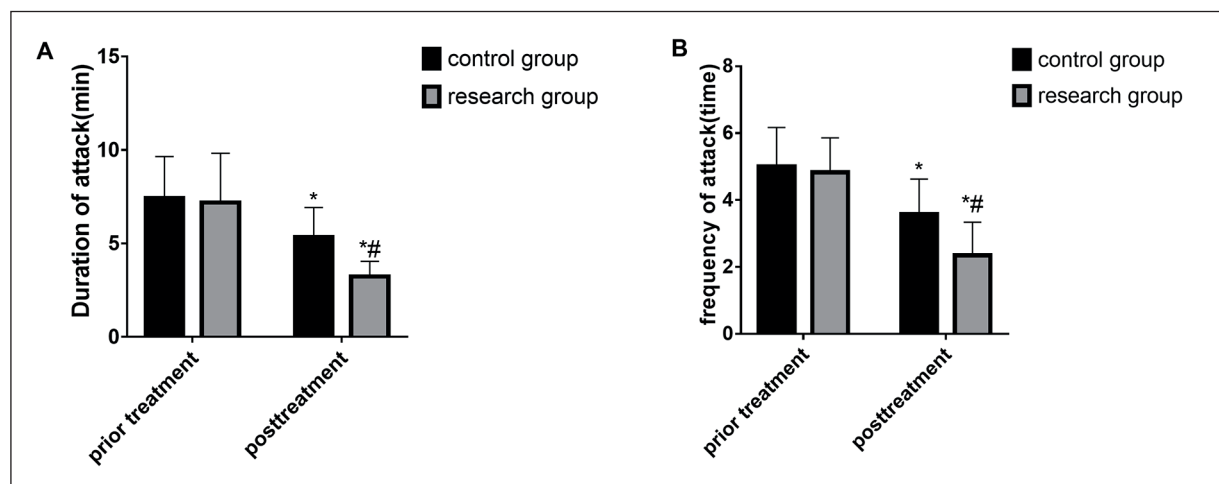 A
Duration of attack(min)
15
10
5
0
*
*#
prior treatment
posttreatment
control group
research group
B
frequency of attack(time)
8
6
4
2
0
*
*#
prior treatment
posttreatment
control group
research group